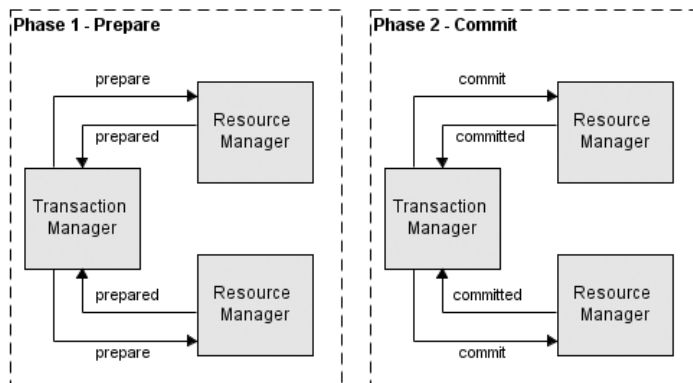 Phase 1 - Prepare
prepare
Resource
Manager
prepared
Transaction
Manager
prepared
Resource
Manager
prepare
Phase 2 - Commit
commit
Resource
Manager
committed
Transaction
Manager
committed
Resource
Manager
commit